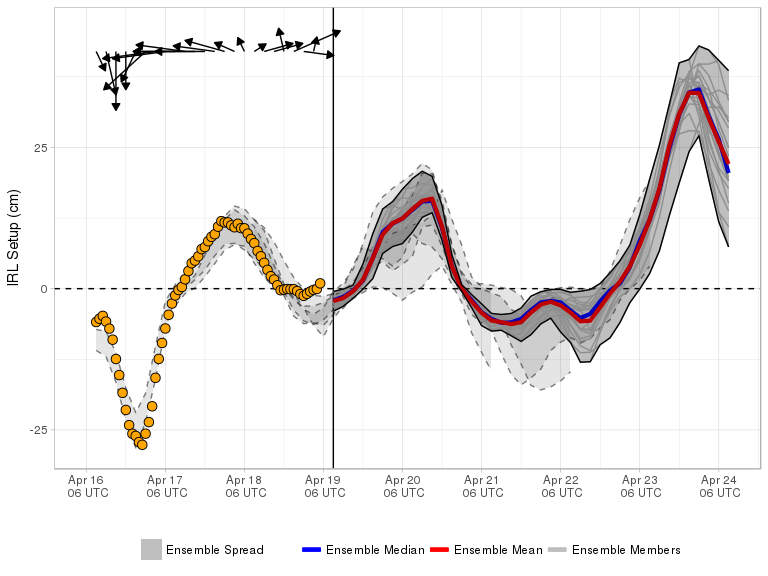 IRL Setup (cm)
25
0
-25
Apr 16 Apr 17 Apr 18 Apr 19 Apr 20 Apr 21 Apr 22 Apr 23 Apr 24
06 UTC 06 UTC 06 UTC 06 UTC 06 UTC 06 UTC 06 UTC 06 UTC 06 UTC
Ensemble Spread Ensemble Median Ensemble Mean Ensemble Members